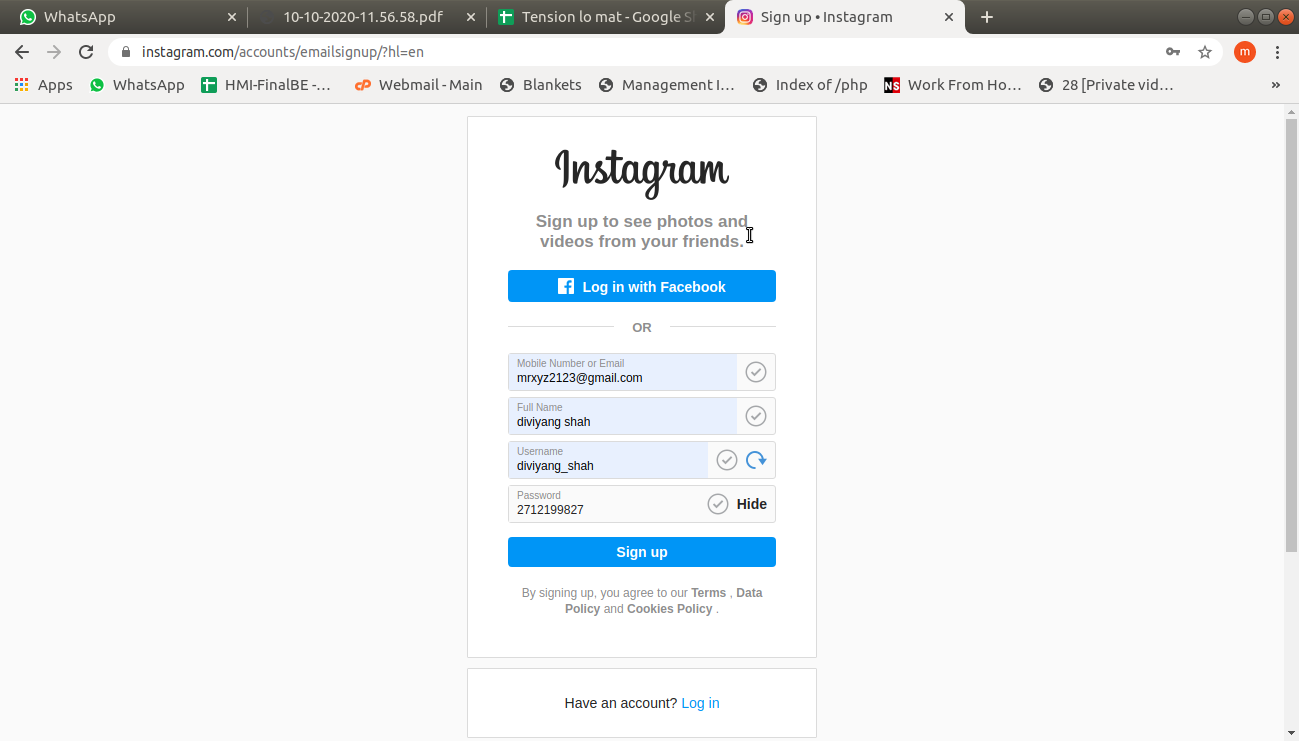 WhatsApp
10-10-2020-11.56.58.pdf
Tension lo mat - Google S
Sign up • Instagram
instagram.com/accounts/emailsignup/?hl=en
m
Apps
WhatsApp
HMI-FinalBE -...
Webmail - Main
Blankets
Management I...
Index of /php
NS Work From Ho...
28 [Private vid...
»
Instagram
Sign up to see photos and
videos from your friends.
Log in with Facebook
OR
Mobile Number or Email
mrxyz2123@gmail.com
Full Name
diviyang shah
Username
diviyang_shah
Password
2712199827
Hide
Sign up
By signing up, you agree to our Terms , Data
Policy and Cookies Policy .
Have an account? Log in